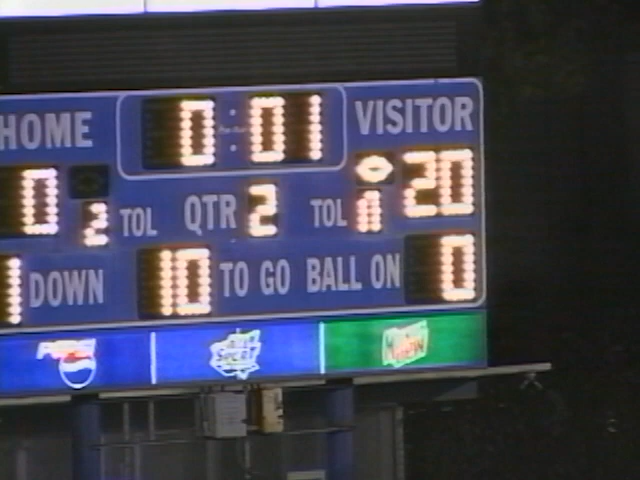 HOME 0:01 VISITOR
0 2 TOL QTR 2 TOL 20
1 DOWN 10 TO GO BALL ON 0
PEPSI